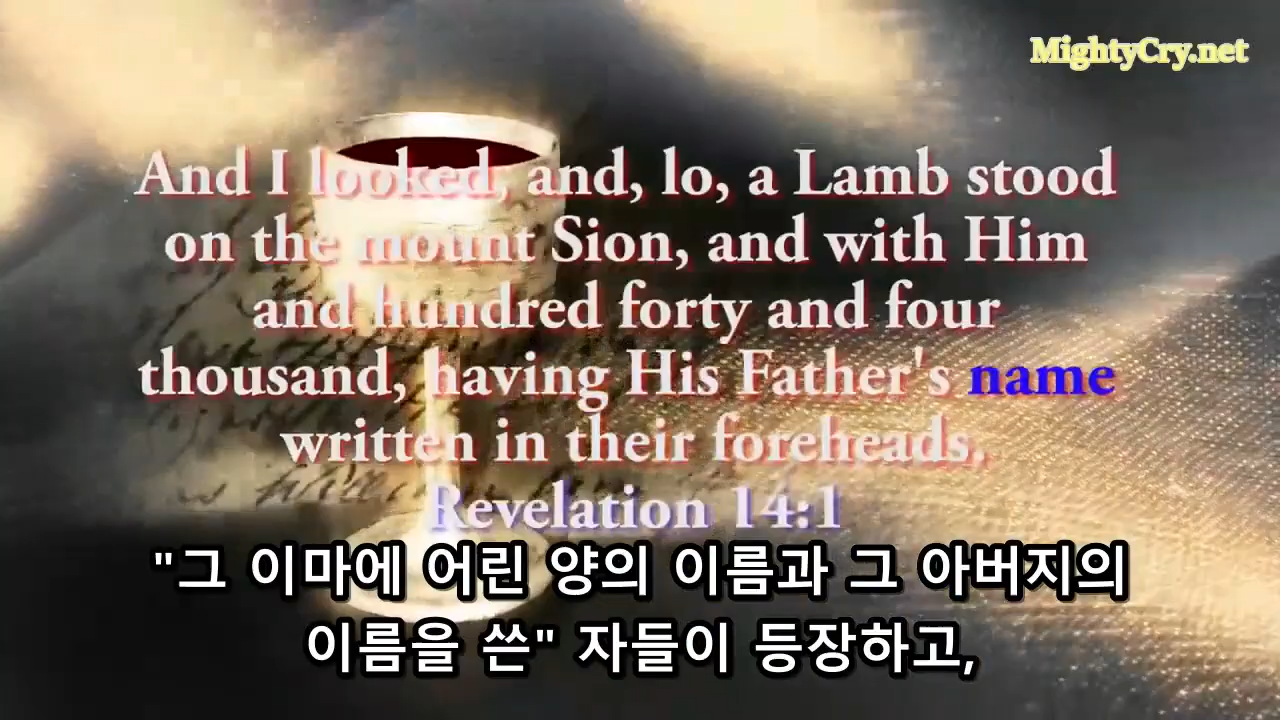 MightyCry.net
And I looked, and, lo, a Lamb stood
on the mount Sion, and with Him
and hundred forty and four
thousand, having His Father's name
written in their foreheads.
Revelation 14:1
"그 이마에 어린 양의 이름과 그 아버지의
이름을 쓴" 자들이 등장하고,